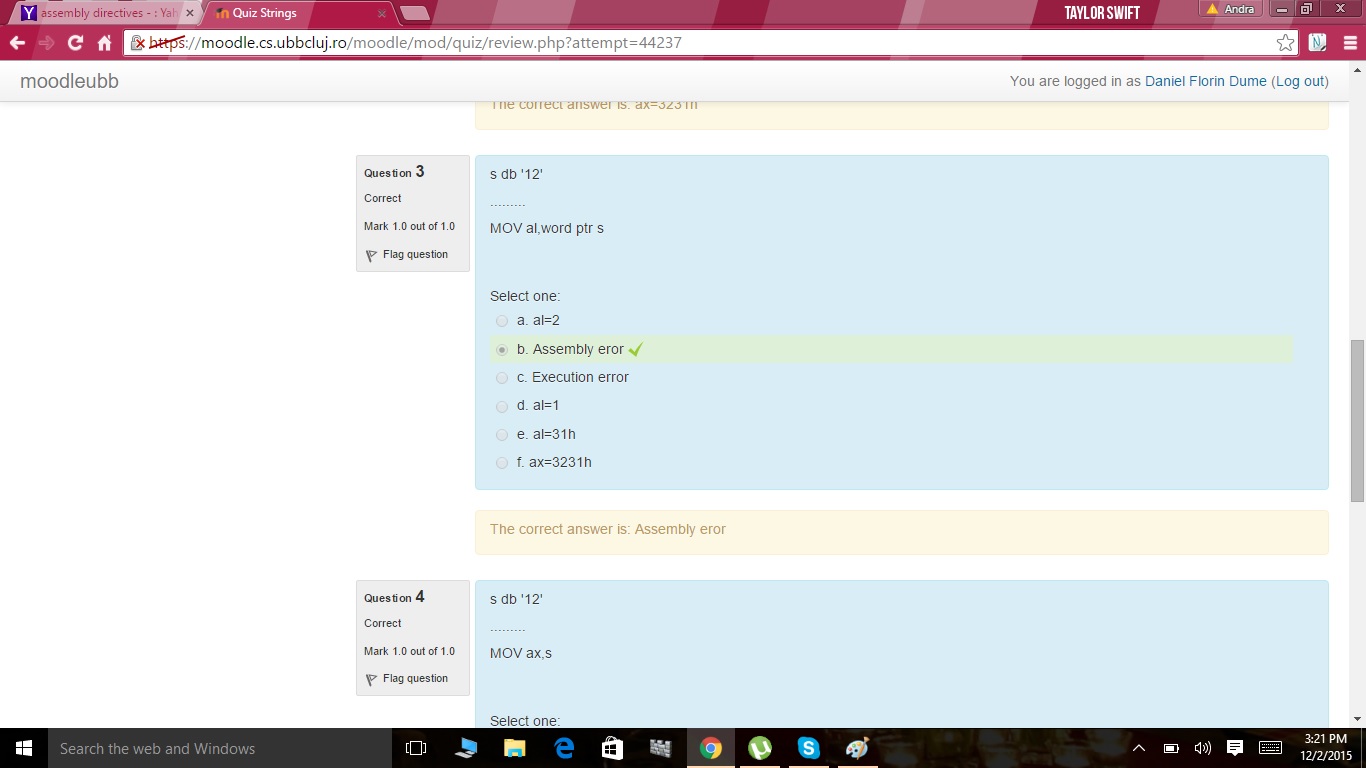 assembly directives - : Yah
Quiz Strings
TAYLOR SWIFT
Andra
https://moodle.cs.ubbcluj.ro/moodle/mod/quiz/review.php?attempt=44237
moodleubb
You are logged in as Daniel Florin Dume (Log out)
The correct answer is: ax=3231h
Question 3
Correct
Mark 1.0 out of 1.0
Flag question
s db '12'
.........
MOV al,word ptr s
Select one:
a. al=2
b. Assembly eror
c. Execution error
d. al=1
e. al=31h
f. ax=3231h
The correct answer is: Assembly eror
Question 4
Correct
Mark 1.0 out of 1.0
Flag question
s db '12'
.........
MOV ax,s
Select one:
Search the web and Windows
3:21 PM
12/2/2015